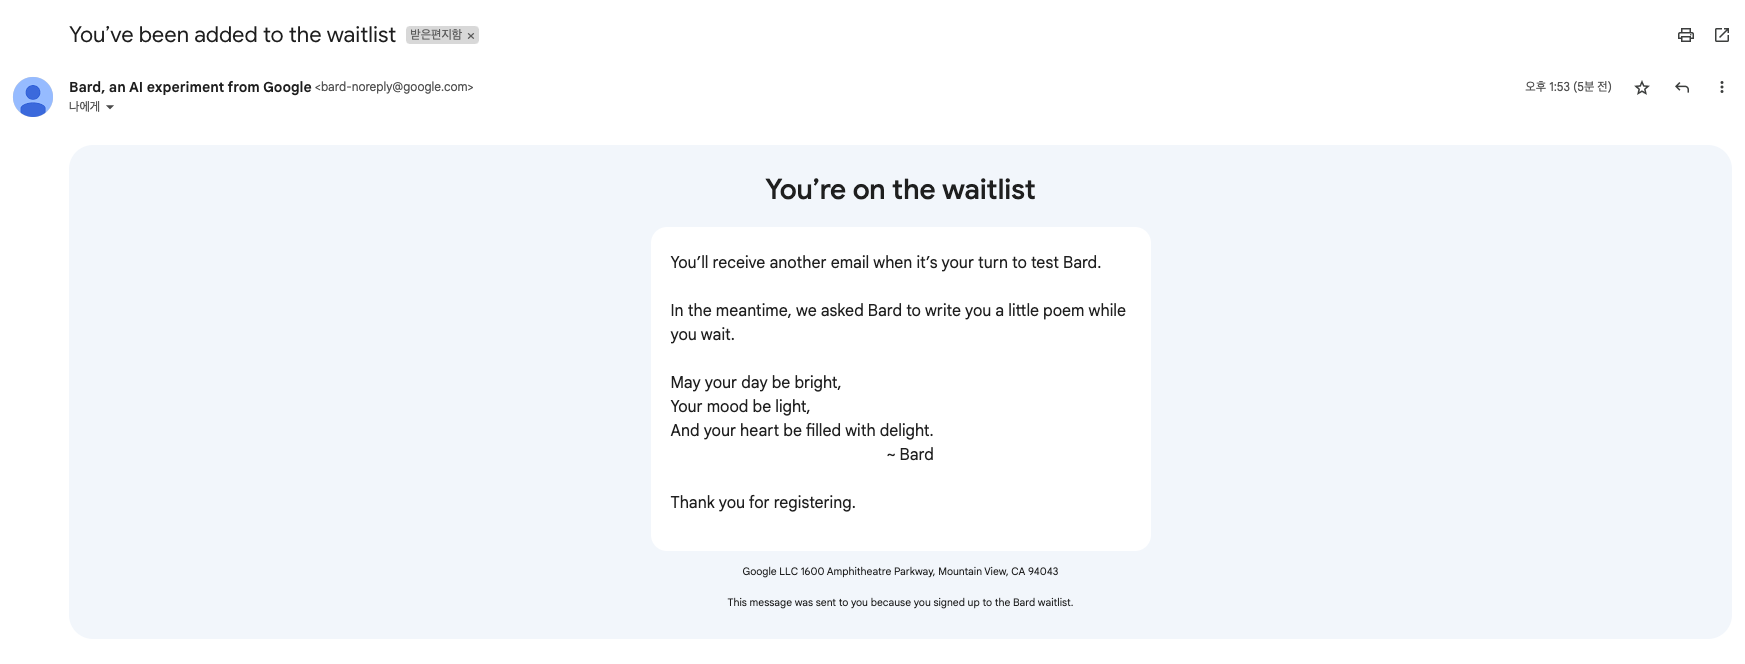 You’ve been added to the waitlist 받은편지함 ×
Bard, an AI experiment from Google <bard-noreply@google.com>
오후 1:53 (5분 전)
나에게
You’re on the waitlist
You’ll receive another email when it’s your turn to test Bard.
In the meantime, we asked Bard to write you a little poem while
you wait.
May your day be bright,
Your mood be light,
And your heart be filled with delight.
~ Bard
Thank you for registering.
Google LLC 1600 Amphitheatre Parkway, Mountain View, CA 94043
This message was sent to you because you signed up to the Bard waitlist.